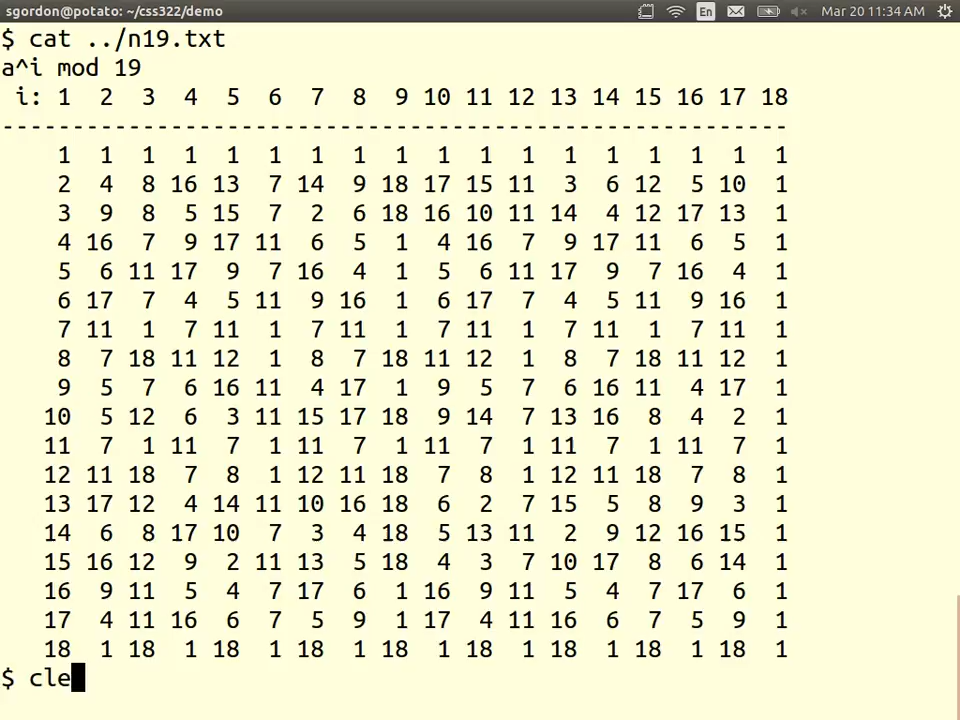 sgordon@potato: ~/css322/demo En Mar 20 11:34 AM
$ cat ../n19.txt
a^i mod 19
i: 1 2 3 4 5 6 7 8 9 10 11 12 13 14 15 16 17 18
--------------------------------------------------------
1 1 1 1 1 1 1 1 1 1 1 1 1 1 1 1 1 1
2 4 8 16 13 7 14 9 18 17 15 11 3 6 12 5 10 1
3 9 8 5 15 7 2 6 18 16 10 11 14 4 12 17 13 1
4 16 7 9 17 11 6 5 1 4 16 7 9 17 11 6 5 1
5 6 11 17 9 7 16 4 1 5 6 11 17 9 7 16 4 1
6 17 7 4 5 11 9 16 1 6 17 7 4 5 11 9 16 1
7 11 1 7 11 1 7 11 1 7 11 1 7 11 1 7 11 1
8 7 18 11 12 1 8 7 18 11 12 1 8 7 18 11 12 1
9 5 7 6 16 11 4 17 1 9 5 7 6 16 11 4 17 1
10 5 12 6 3 11 15 17 18 9 14 7 13 16 8 4 2 1
11 7 1 11 7 1 11 7 1 11 7 1 11 7 1 11 7 1
12 11 18 7 8 1 12 11 18 7 8 1 12 11 18 7 8 1
13 17 12 4 14 11 10 16 18 6 2 7 15 5 8 9 3 1
14 6 8 17 10 7 3 4 18 5 13 11 2 9 12 16 15 1
15 16 12 9 2 11 13 5 18 4 3 7 10 17 8 6 14 1
16 9 11 5 4 7 17 6 1 16 9 11 5 4 7 17 6 1
17 4 11 16 6 7 5 9 1 17 4 11 16 6 7 5 9 1
18 1 18 1 18 1 18 1 18 1 18 1 18 1 18 1 18 1
$ cle